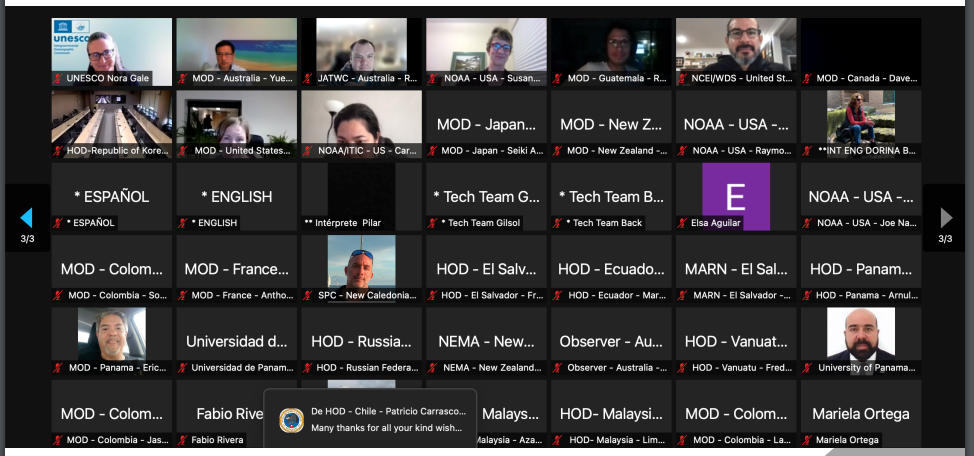 unesco
UNESCO Nora Gale
MOD - Australia - Yue...
JATWC - Australia - R...
NOAA - USA - Susan...
MOD - Guatemala - R...
NCEI/WDS - United St...
MOD - Canada - Dave...
HOD-Republic of Kore...
MOD - United States...
NOAA/ITIC - US - Car...
MOD - Japan...
MOD - Japan - Seiki A...
MOD - New Z...
MOD - New Zealand -...
NOAA - USA -...
NOAA - USA - Raymo...
**INT ENG DORINA B...
* ESPAÑOL
* ESPAÑOL
* ENGLISH
* ENGLISH
** Intérprete Pilar
* Tech Team G...
* Tech Team Gilsol
* Tech Team B...
* Tech Team Back
E
Elsa Aguilar
NOAA - USA -...
NOAA - USA - Joe Na...
3/3
3/3
MOD - Colom...
MOD - Colombia - So...
MOD - France...
MOD - France - Antho...
SPC - New Caledonia...
HOD - El Salv...
HOD - El Salvador - Fr...
HOD - Ecuado...
HOD - Ecuador - Mar...
MARN - El Sal...
MARN - El Salvador -...
HOD - Panam...
HOD - Panama - Arnul...
MOD - Panama - Eric...
Universidad d...
Universidad de Panam...
HOD - Russia...
HOD - Russian Federa...
NEMA - New...
NEMA - New Zealand...
Observer - Au...
Observer - Australia -...
HOD - Vanuat...
HOD - Vanuatu - Fred...
University of Panama...
MOD - Colom...
MOD - Colombia - Jas...
Fabio Rive
Fabio Rivera
De HOD - Chile - Patricio Carrasco...
Many thanks for all your kind wish...
Malays...
Malaysia - Aza...
HOD- Malaysi...
HOD- Malaysia - Lim...
MOD - Colom...
MOD - Colombia - La...
Mariela Ortega
Mariela Ortega